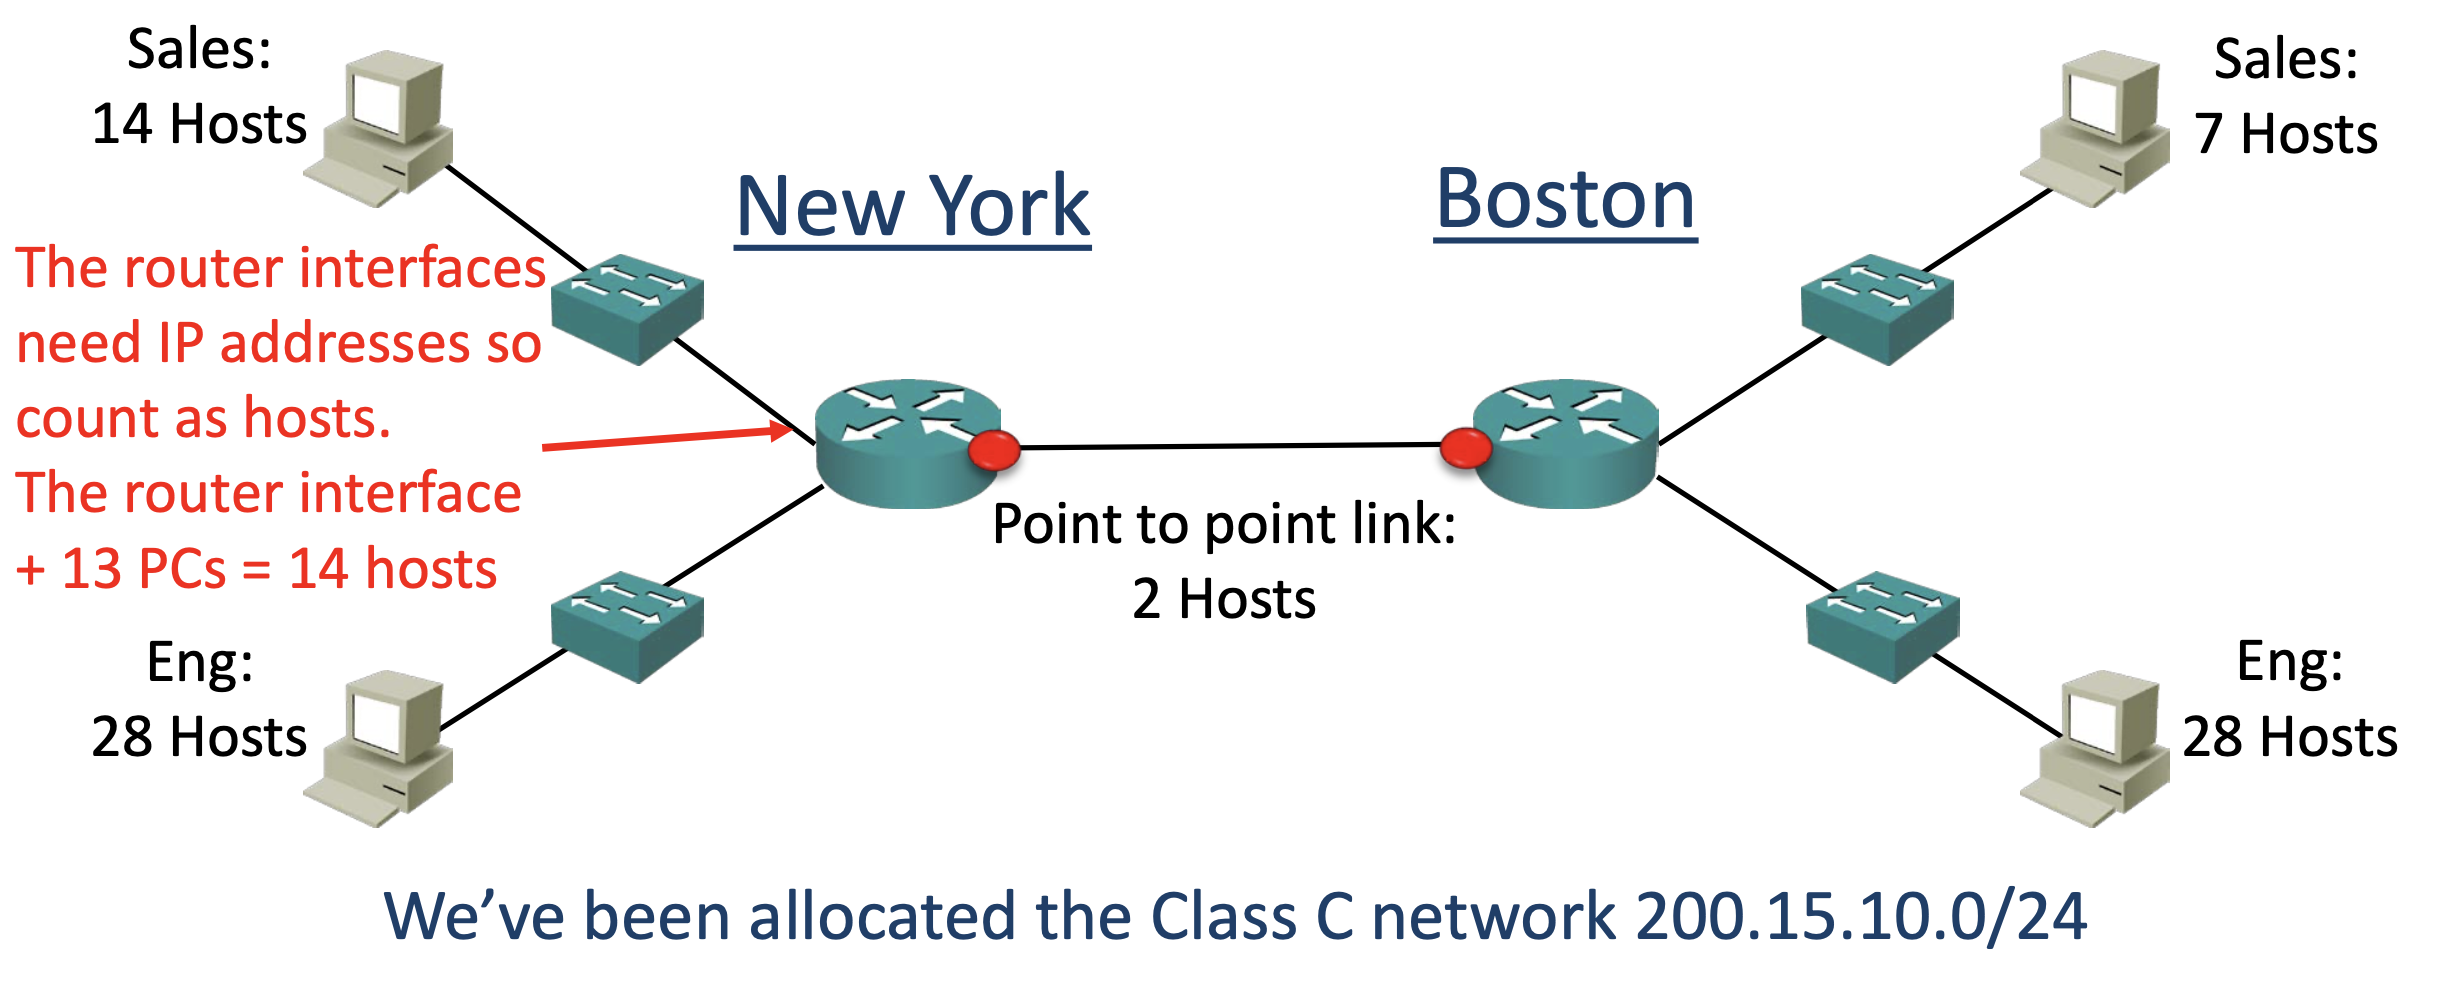 Sales:
14 Hosts
Sales:
7 Hosts
New York
Boston
The router interfaces
need IP addresses so
count as hosts.
The router interface
+ 13 PCs = 14 hosts
Point to point link:
2 Hosts
Eng:
28 Hosts
Eng:
28 Hosts
We’ve been allocated the Class C network 200.15.10.0/24